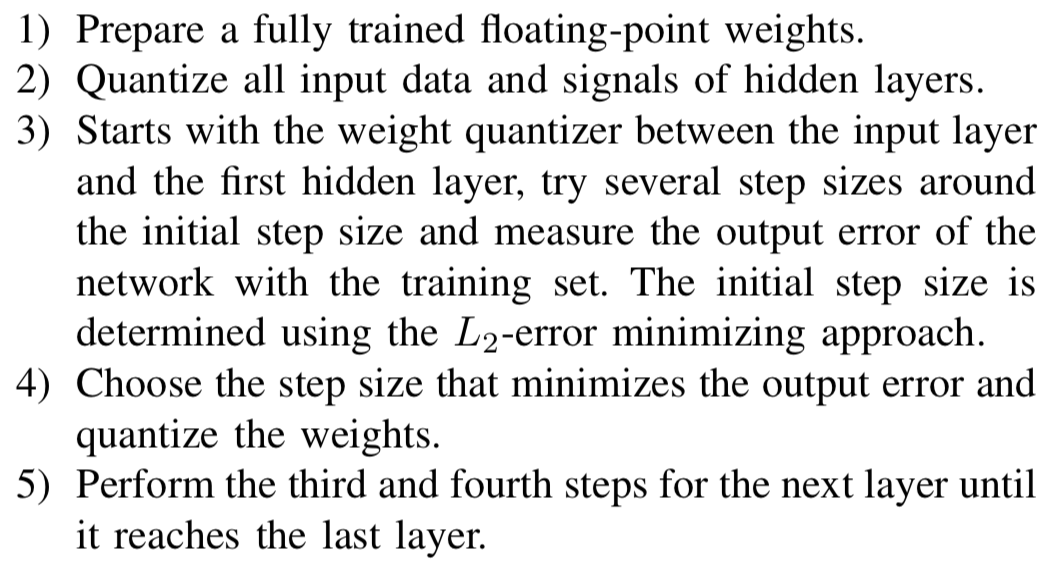 1) Prepare a fully trained floating-point weights.
2) Quantize all input data and signals of hidden layers.
3) Starts with the weight quantizer between the input layer
and the first hidden layer, try several step sizes around
the initial step size and measure the output error of the
network with the training set. The initial step size is
determined using the L₂-error minimizing approach.
4) Choose the step size that minimizes the output error and
quantize the weights.
5) Perform the third and fourth steps for the next layer until
it reaches the last layer.